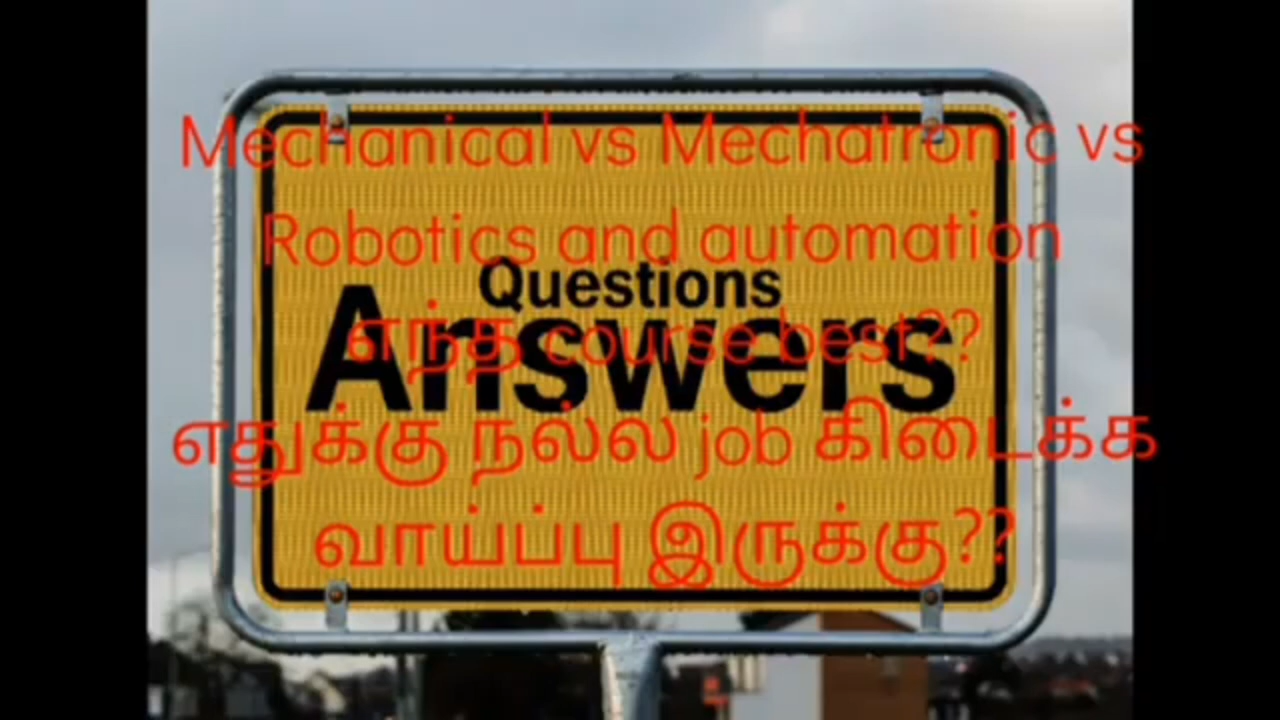 Mechanical vs Mechatronic vs
Robotics and automation
Questions
Answers
எந்த course best??
எதுக்கு நல்ல job கிடைக்க
வாய்ப்பு இருக்கு??